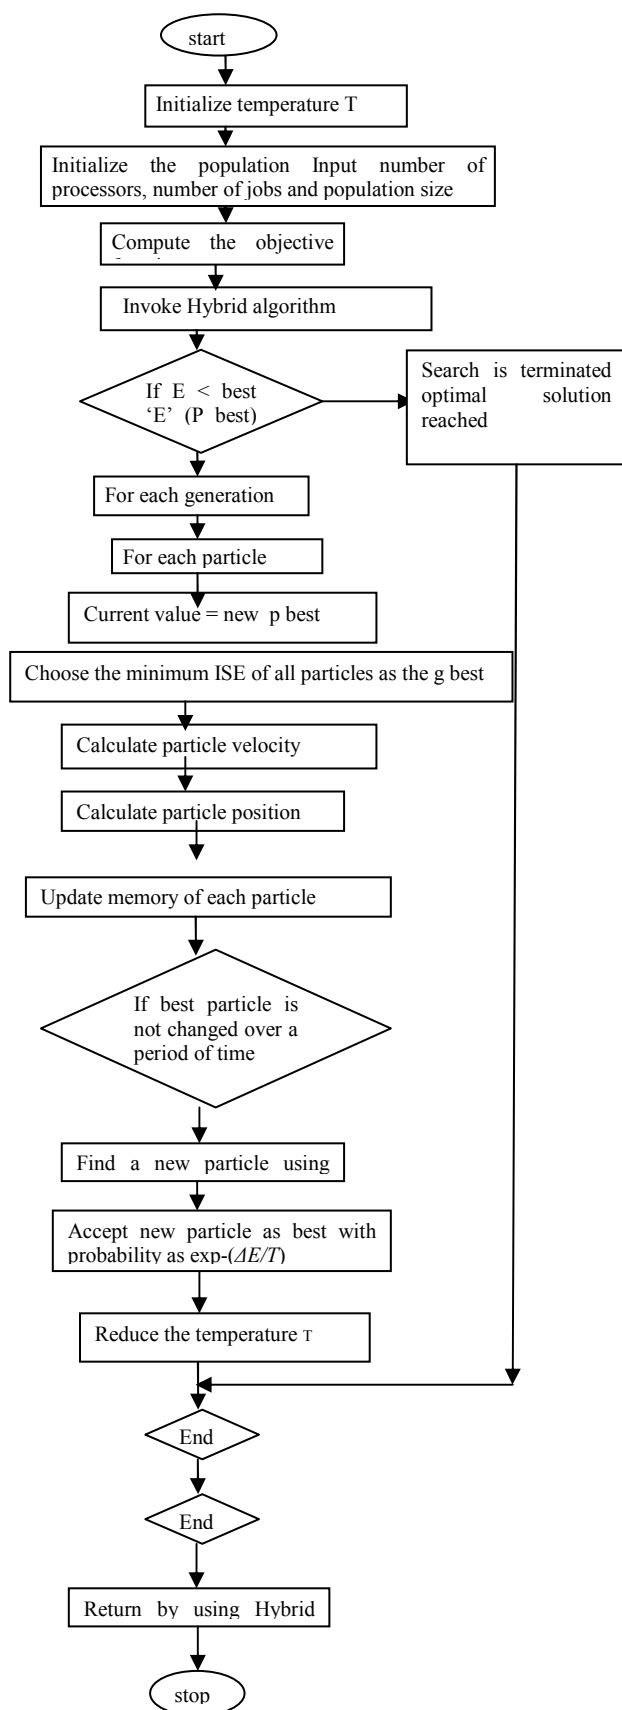 start
Initialize temperature T
Initialize the population Input number of
processors, number of jobs and population size
Compute the objective
Invoke Hybrid algorithm
If E < best
‘E’ (P best)
Search is terminated
optimal solution
reached
For each generation
For each particle
Current value = new p best
Choose the minimum ISE of all particles as the g best
Calculate particle velocity
Calculate particle position
Update memory of each particle
If best particle is
not changed over a
period of time
Find a new particle using
Accept new particle as best with
probability as exp-(ΔE/T)
Reduce the temperature T
End
End
Return by using Hybrid
stop